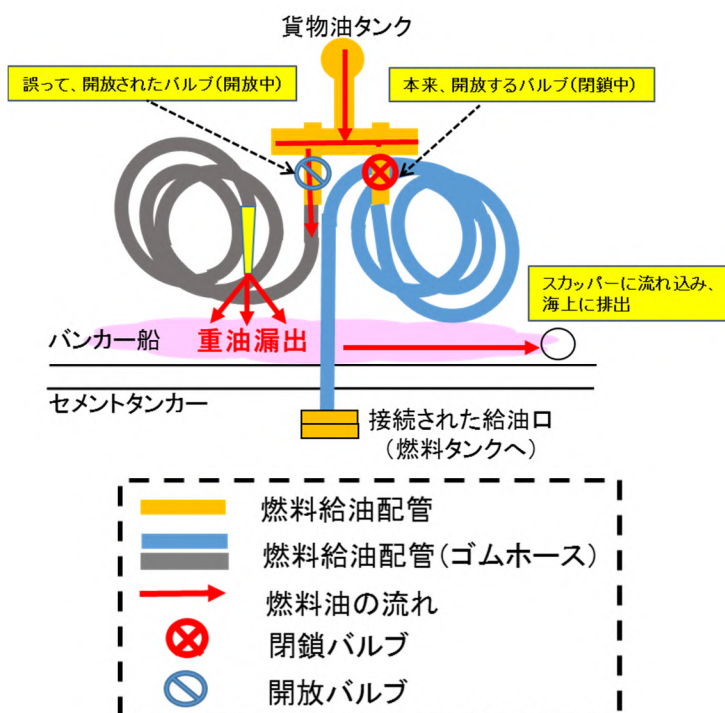 貨物油タンク
誤って、開放されたバルブ(開放中)
本来、開放するバルブ(閉鎖中)
スカッパーに流れ込み、
海上に排出
バンカー船
重油漏出
セメントタンカー
接続された給油口
(燃料タンクへ)
燃料給油配管
燃料給油配管(ゴムホース)
燃料油の流れ
閉鎖バルブ
開放バルブ